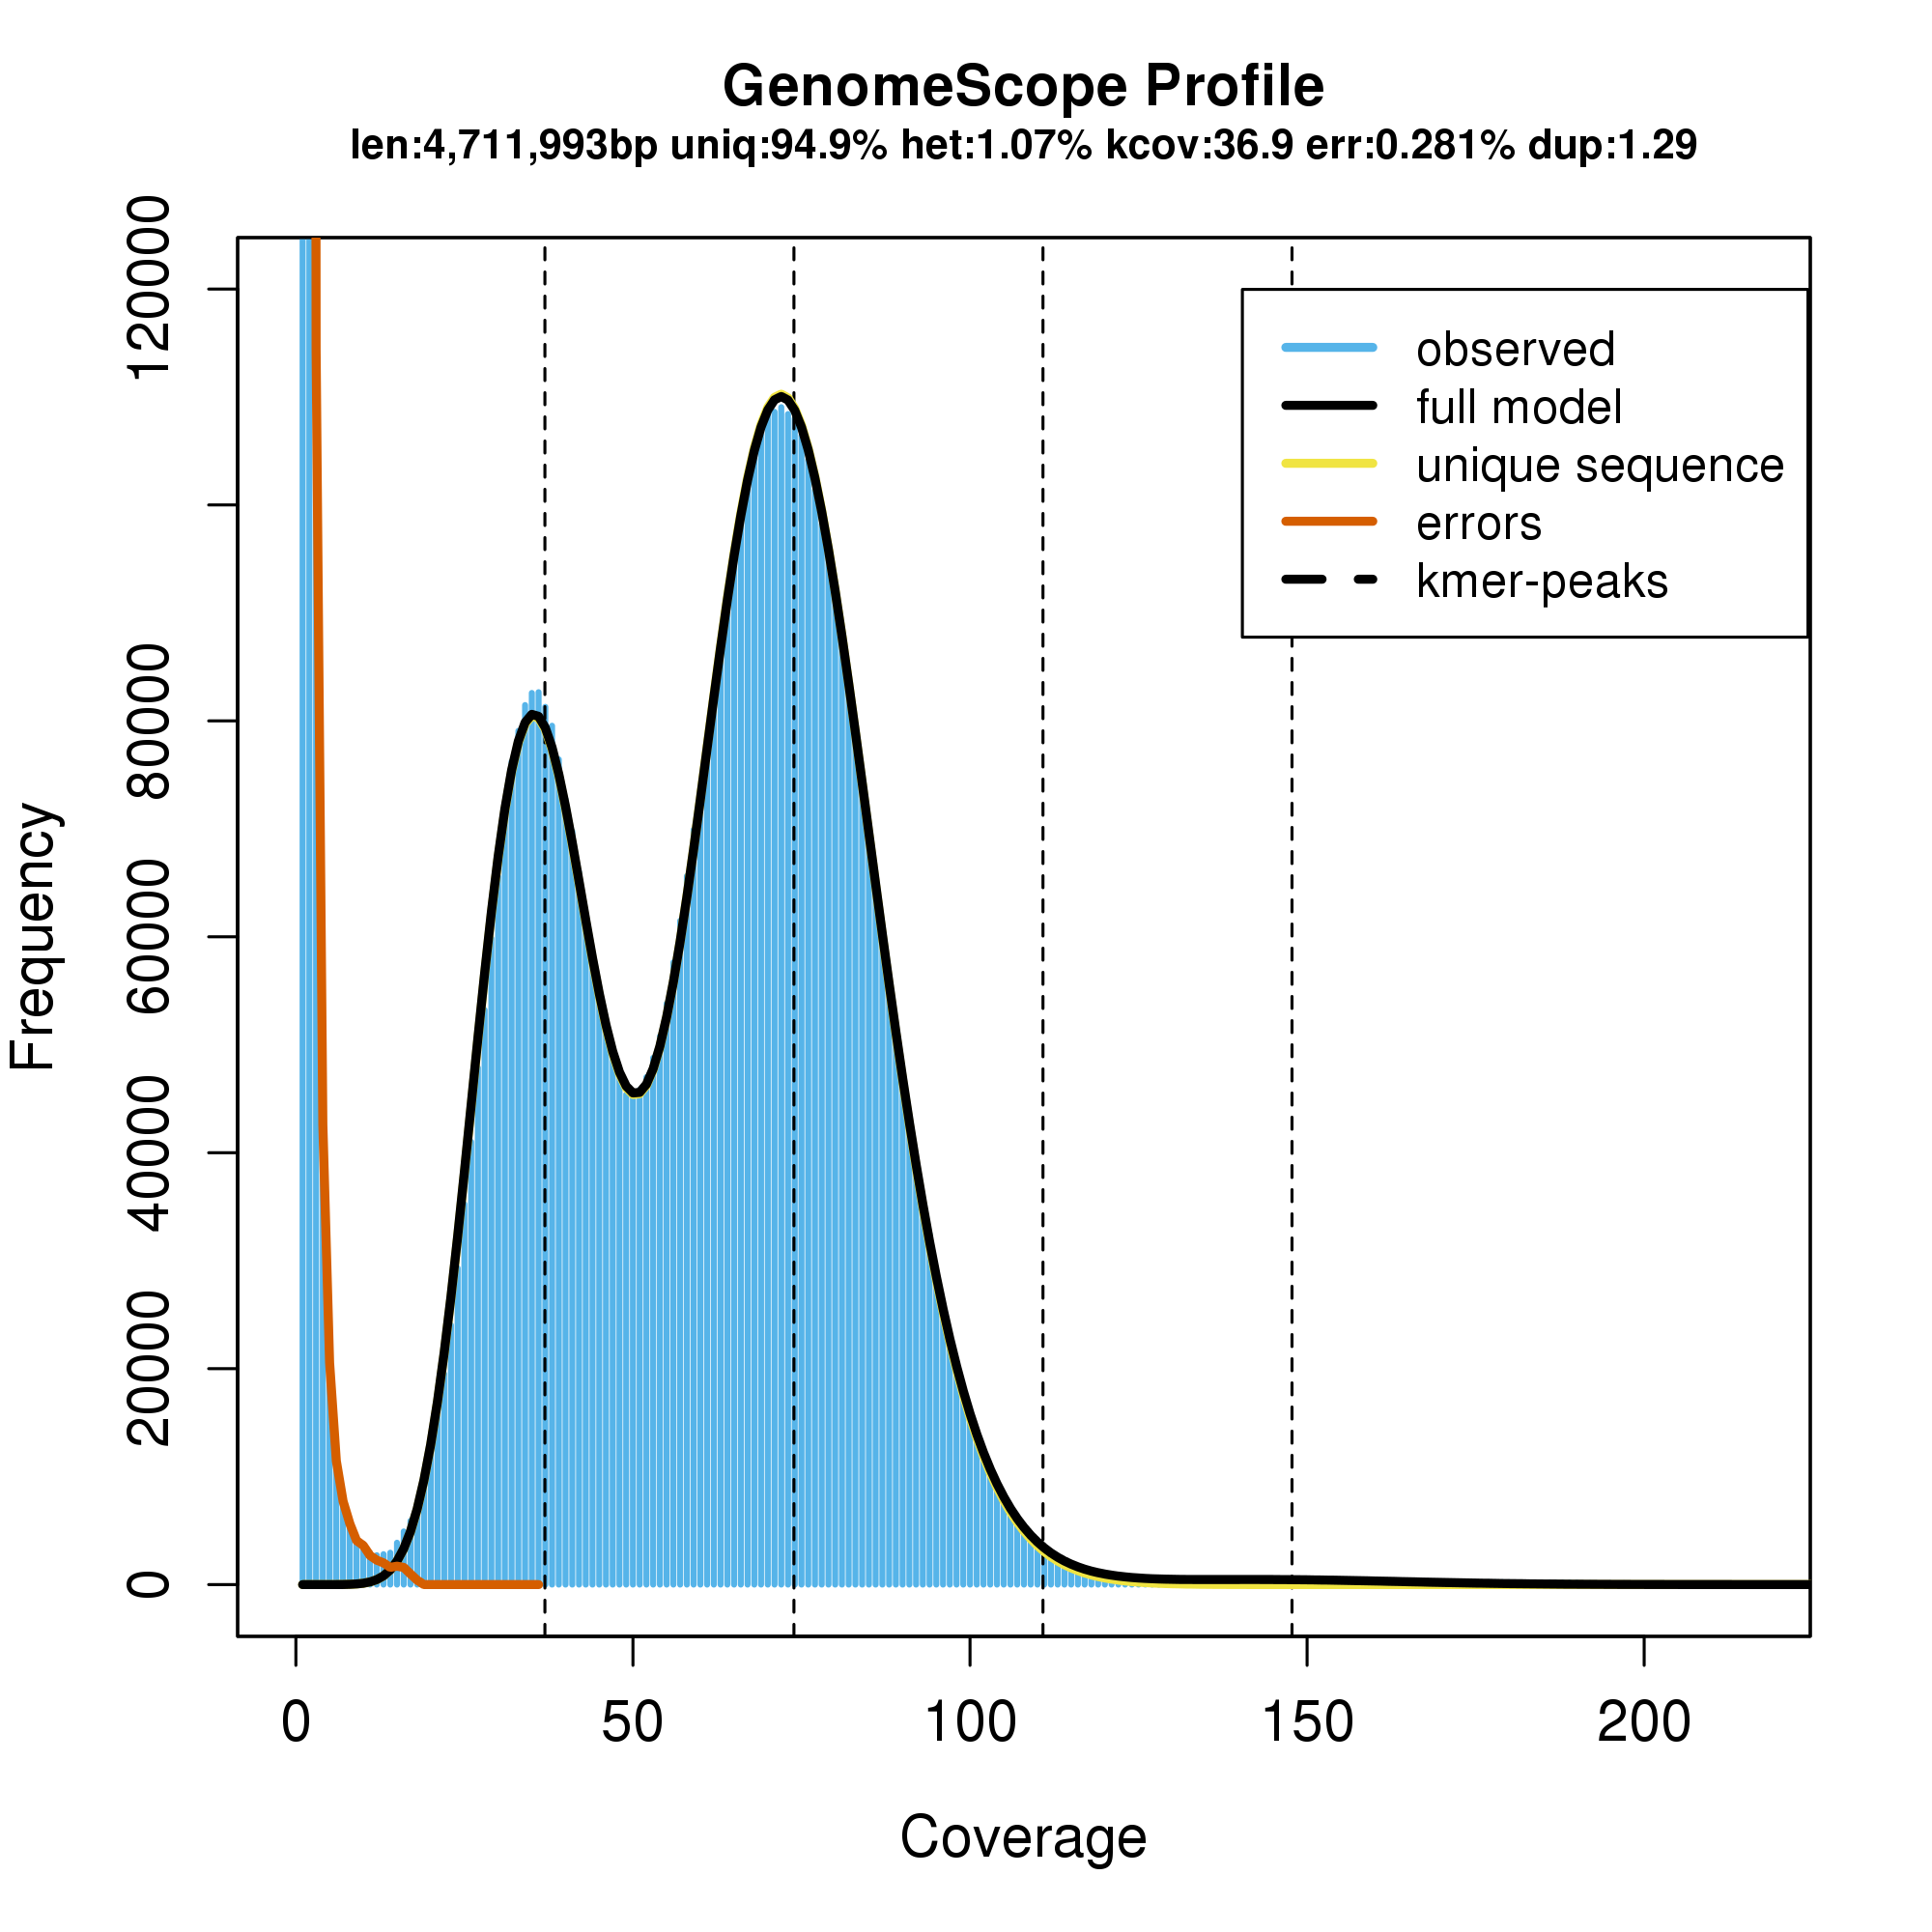 GenomeScope Profile
len:4,711,993bp uniq:94.9% het:1.07% kcov:36.9 err:0.281% dup:1.29
120000
80000
60000
40000
20000
0
Frequency
observed
full model
unique sequence
errors
kmer-peaks
0 50 100 150 200
Coverage